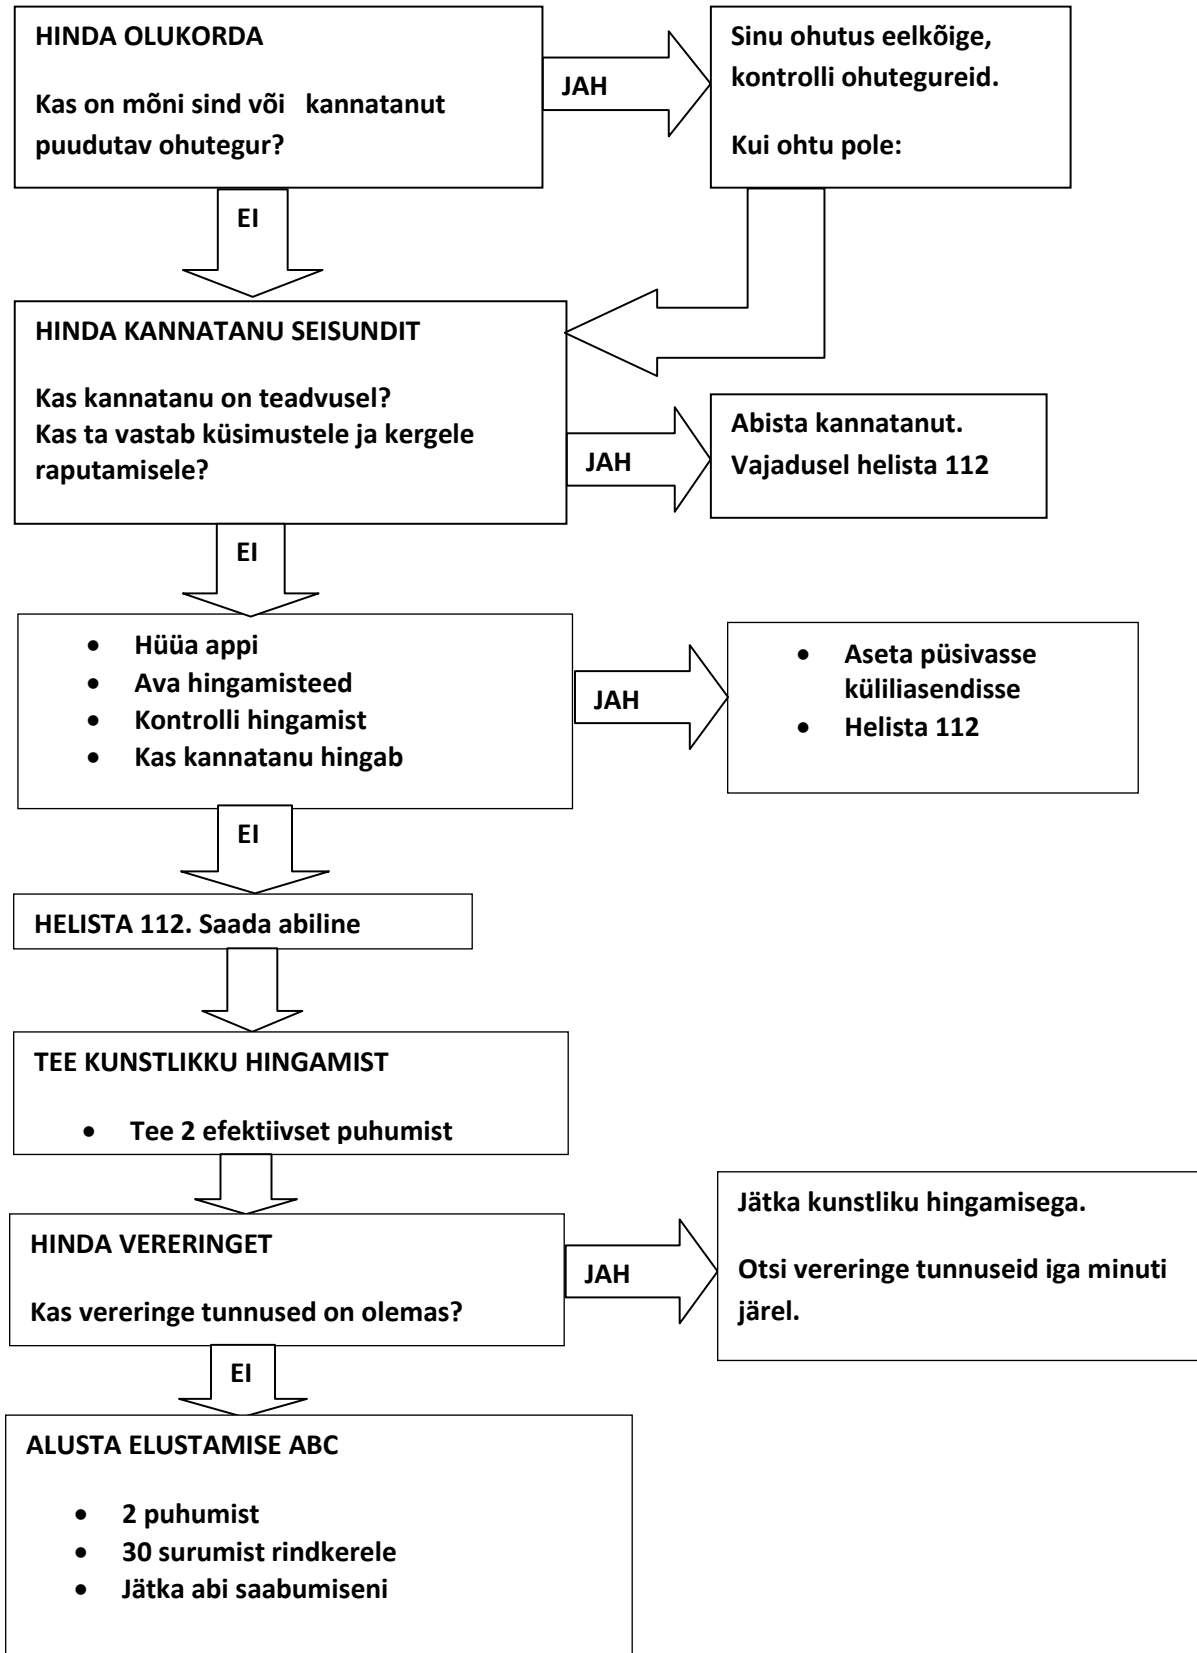 HINDA OLUKORDA
Kas on mõni sind või kannatanut
puudutav ohutegur?
JAH
Sinu ohutus eelkõige,
kontrolli ohutegureid.
Kui ohtu pole:
EI
HINDA KANNATANU SEISUNDIT
Kas kannatanu on teadvusel?
Kas ta vastab küsimustele ja kergele
raputamisele?
JAH
Abista kannatanut.
Vajadusel helista 112
EI
• Hüüa appi
• Ava hingamisteed
• Kontrolli hingamist
• Kas kannatanu hingab
JAH
• Aseta püsivasse
küliliasendisse
• Helista 112
EI
HELISTA 112. Saada abiline
TEE KUNSTLIKKU HINGAMIST
• Tee 2 efektiivset puhumist
HINDA VERERINGET
Kas vereringe tunnused on olemas?
JAH
Jätka kunstliku hingamisega.
Otsi vereringe tunnuseid iga minuti
järel.
EI
ALUSTA ELUSTAMISE ABC
• 2 puhumist
• 30 surumist rindkerele
• Jätka abi saabumiseni